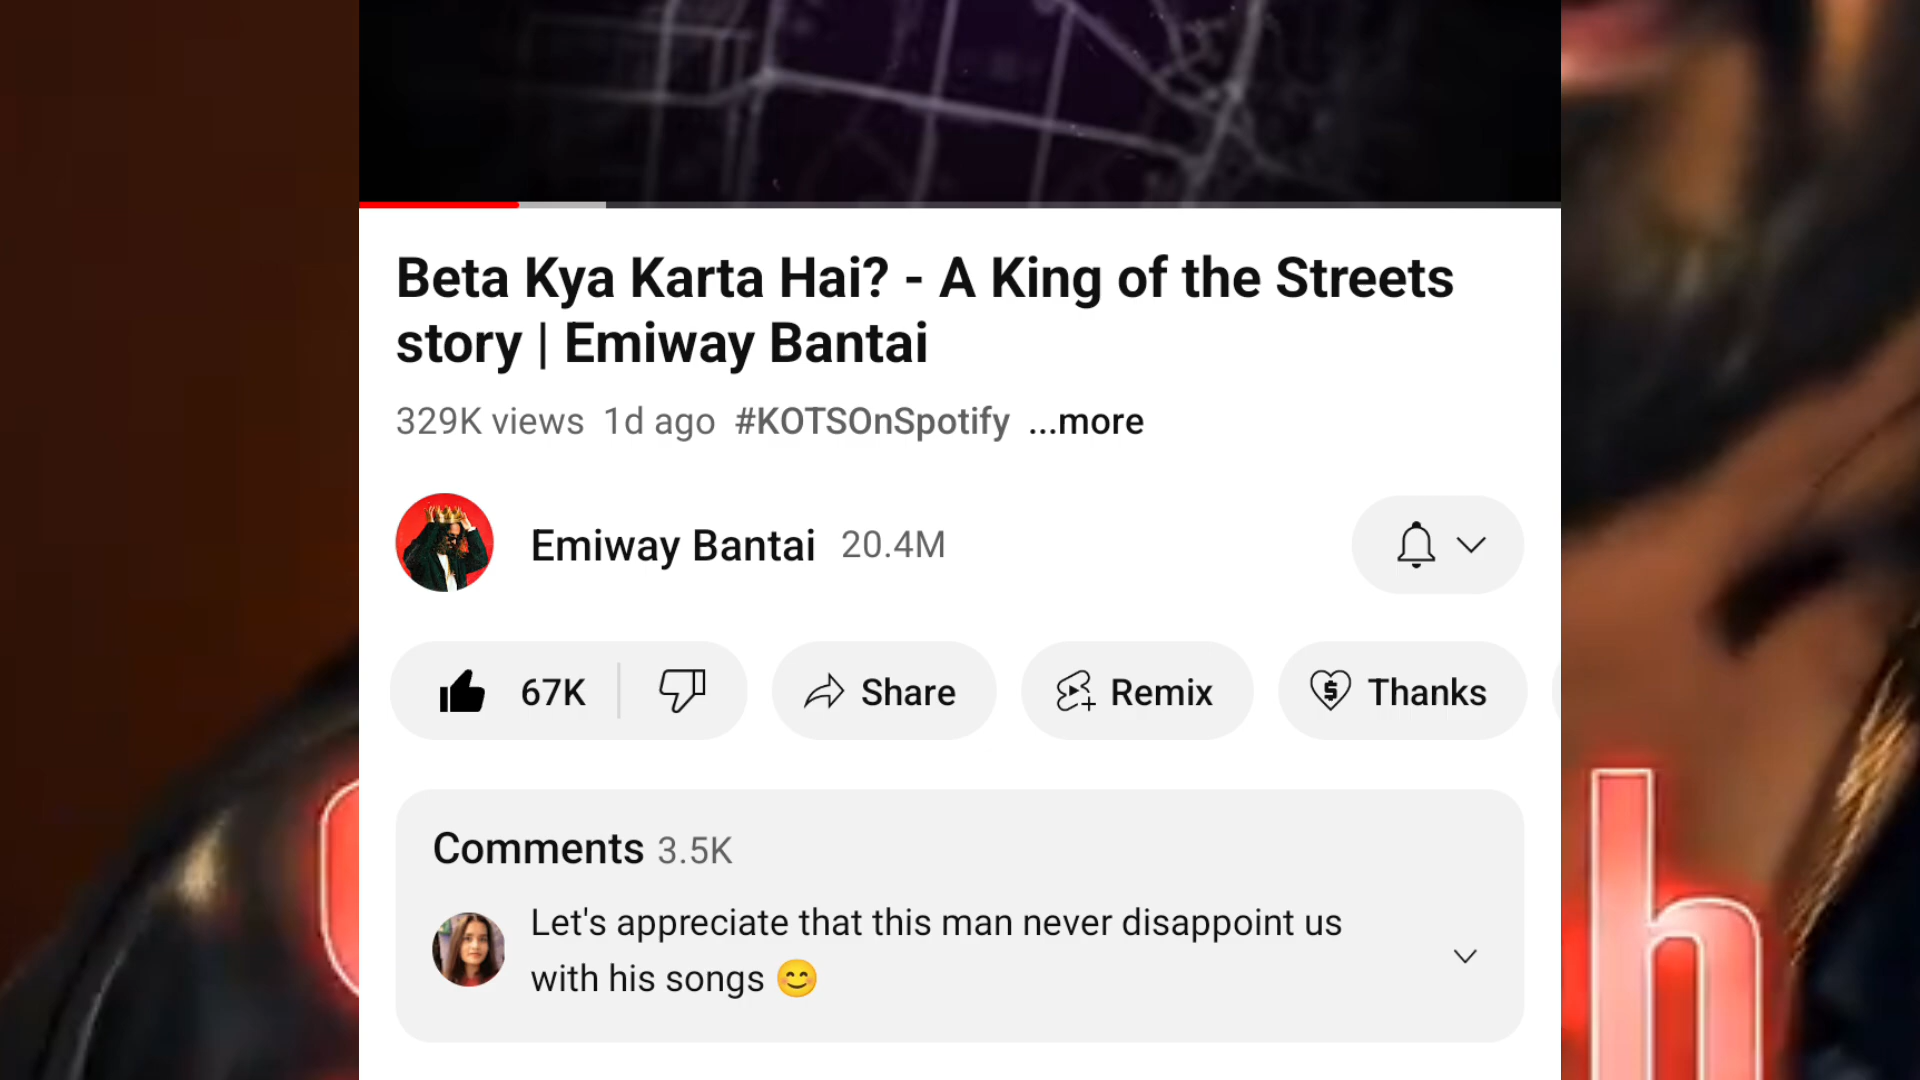 Beta Kya Karta Hai? - A King of the Streets
story | Emiway Bantai
329K views 1d ago #KOTSOnSpotify ...more
Emiway Bantai 20.4M
67K Share Remix Thanks
Comments 3.5K
Let's appreciate that this man never disappoint us
with his songs 😊
h